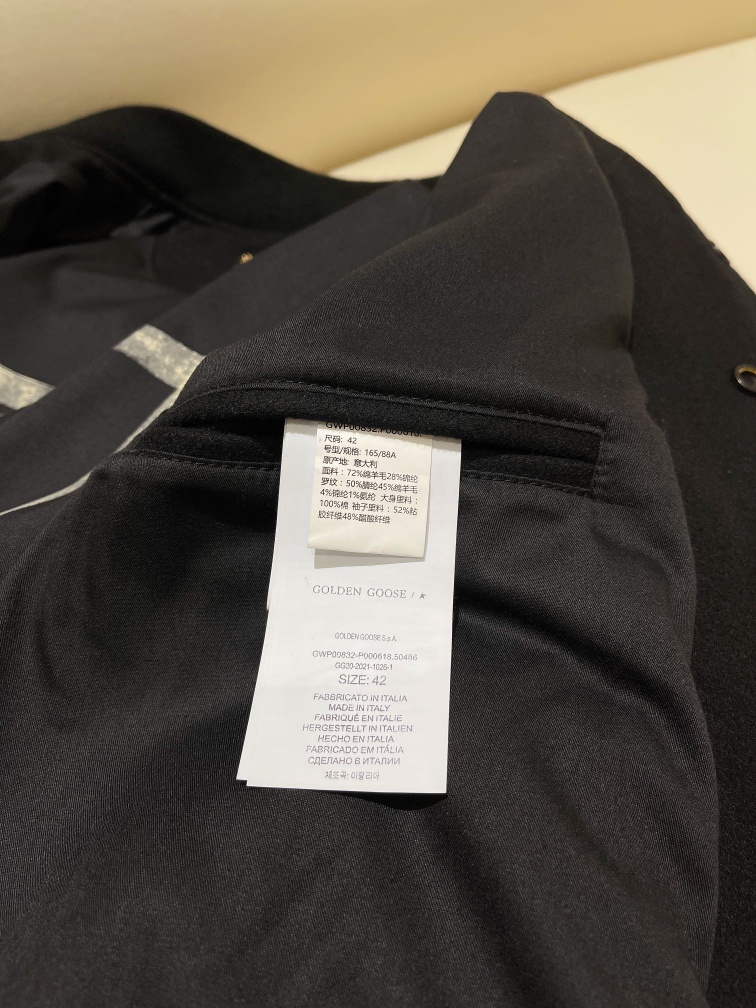 GWP00832.P000618.
尺码: 42
号型/规格: 165/88A
原产地: 意大利
面料：72%绵羊毛28%锦纶
罗纹：50%腈纶45%绵羊毛
4%锦纶1%氨纶 大身里料：
100%棉 袖子里料：52%粘
胶纤维48%醋酸纤维
GOLDEN GOOSE /
GOLDEN GOOSE S.p.A.
GWP00832-P000618.50486
GG20-2021-1026-1
SIZE: 42
FABBRICATO IN ITALIA
MADE IN ITALY
FABRIQUÉ EN ITALIE
HERGESTELLT IN ITALIEN
HECHO EN ITALIA
FABRICADO EM ITÁLIA
СДЕЛАНО В ИТАЛИИ
제조국: 이탈리아